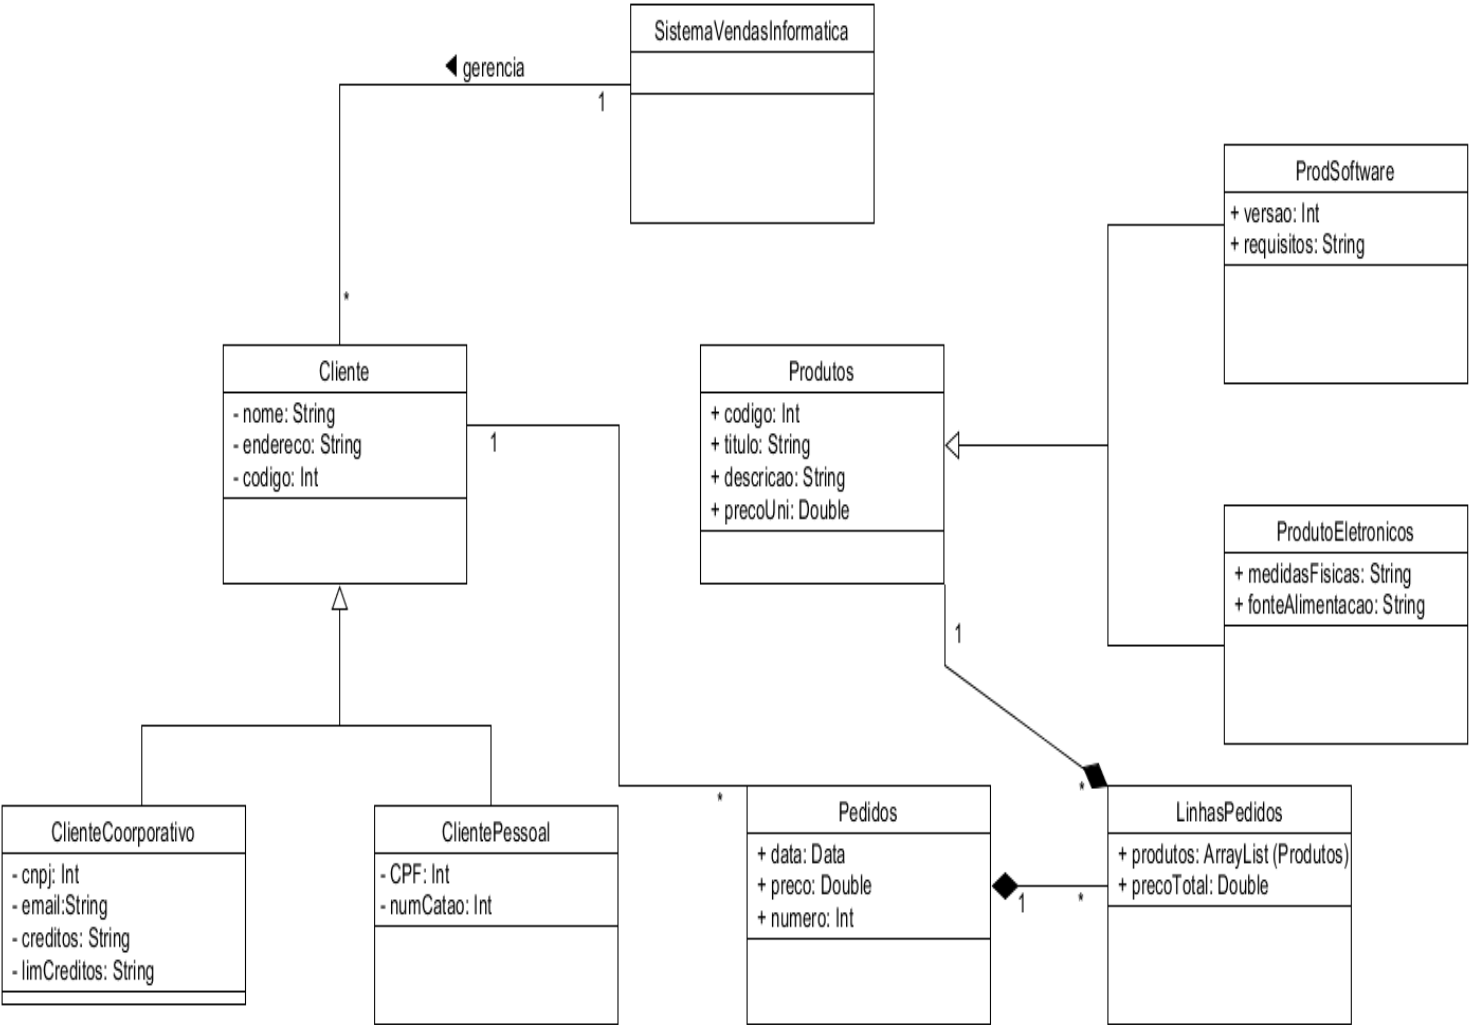 SistemaVendasInformatica
gerencia
1
*
ProdSoftware
+ versao: Int
+ requisitos: String
Cliente
- nome: String
- endereco: String
- codigo: Int
1
Produtos
+ codigo: Int
+ titulo: String
+ descricao: String
+ precoUni: Double
1
ProdutoEletronicos
+ medidasFisicas: String
+ fonteAlimentacao: String
ClienteCoorporativo
- cnpj: Int
- email:String
- creditos: String
- limCreditos: String
ClientePessoal
- CPF: Int
- numCatao: Int
*
Pedidos
+ data: Data
+ preco: Double
+ numero: Int
1
*
*
LinhasPedidos
+ produtos: ArrayList (Produtos)
+ precoTotal: Double